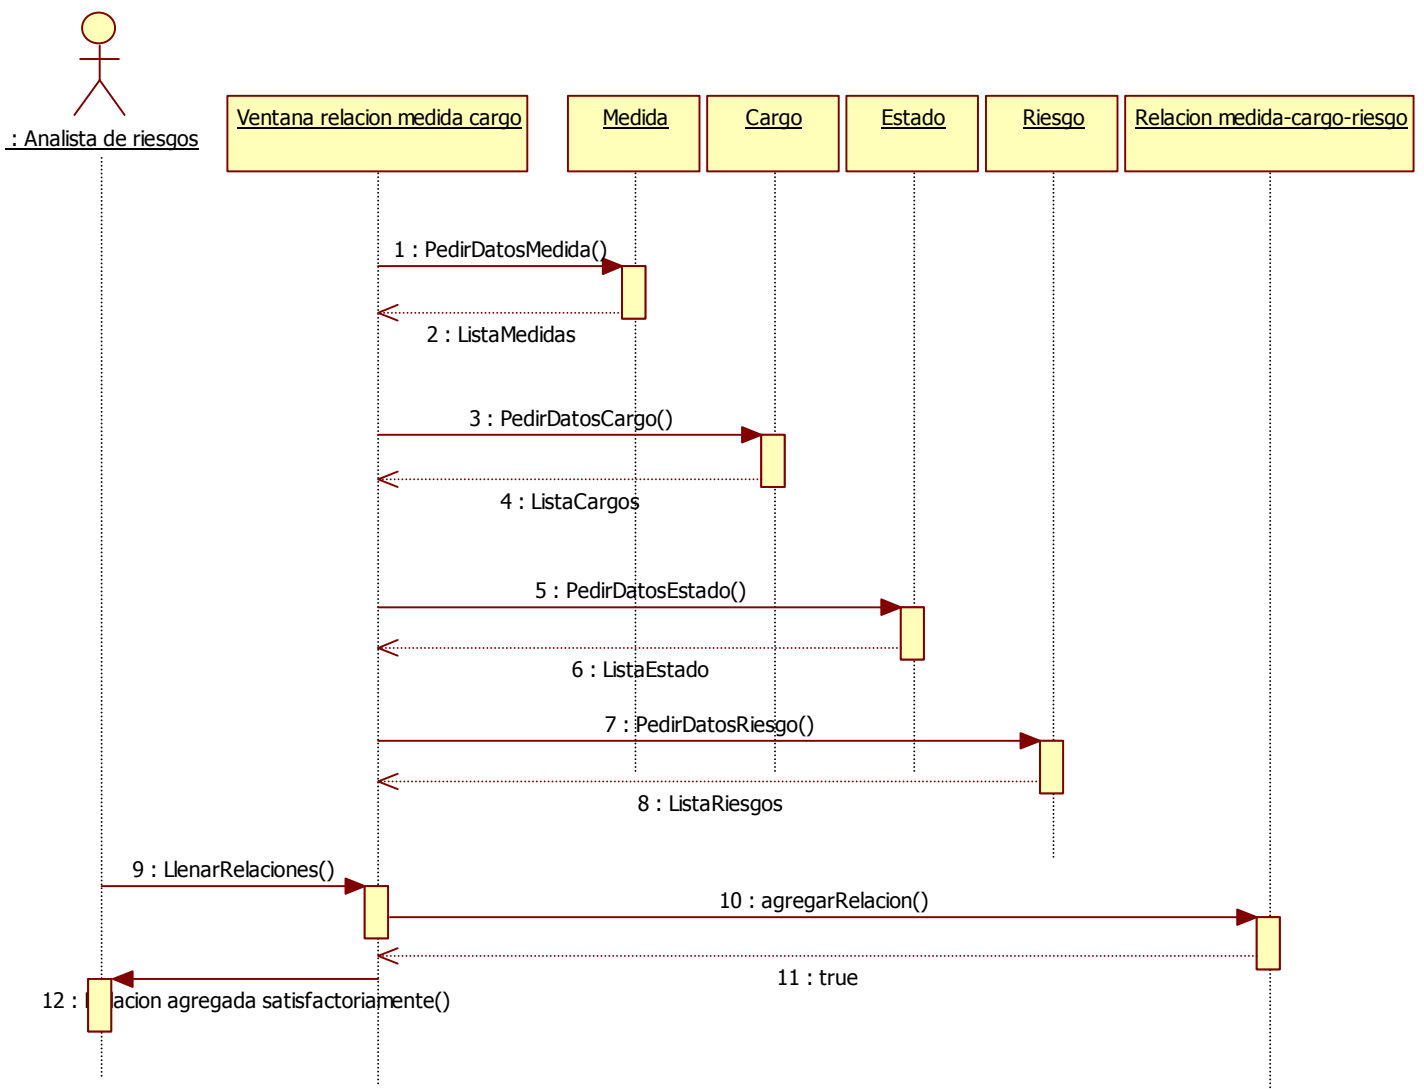 : Analista de riesgos
Ventana relacion medida cargo
Medida
Cargo
Estado
Riesgo
Relacion medida-cargo-riesgo
1 : PedirDatosMedida()
2 : ListaMedidas
3 : PedirDatosCargo()
4 : ListaCargos
5 : PedirDatosEstado()
6 : ListaEstado
7 : PedirDatosRiesgo()
8 : ListaRiesgos
9 : LlenarRelaciones()
10 : agregarRelacion()
11 : true
12 : agregada satisfactoriamente()